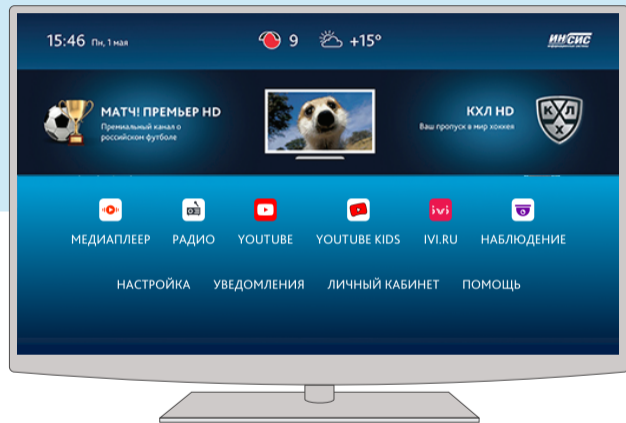 15:46 Пн, 1 мая
9
+15°
ИНСИС
МАТЧ! ПРЕМЬЕР HD
Премиальный канал о
российском футболе
КХЛ HD
Ваш пропуск в мир хоккея
К Х Л
ivi
МЕДИАПЛЕЕР РАДИО YOUTUBE YOUTUBE KIDS IVI.RU НАБЛЮДЕНИЕ
НАСТРОЙКА УВЕДОМЛЕНИЯ ЛИЧНЫЙ КАБИНЕТ ПОМОЩЬ